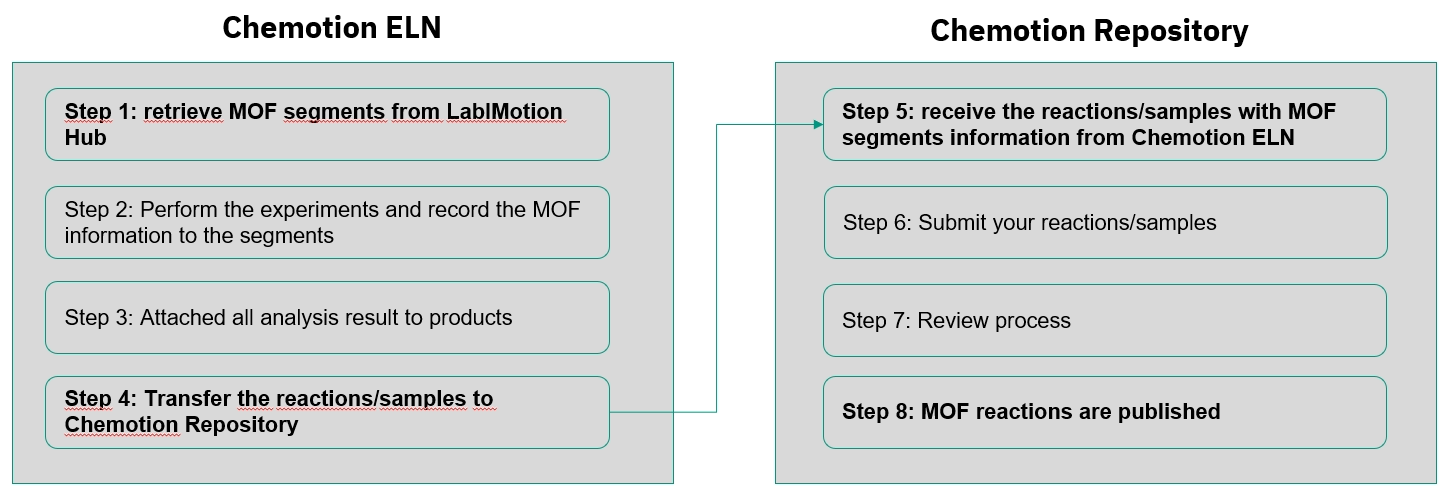 Chemotion ELN
Step 1: retrieve MOF segments from LabIMotion
Hub
Step 2: Perform the experiments and record the MOF
information to the segments
Step 3: Attached all analysis result to products
Step 4: Transfer the reactions/samples to
Chemotion Repository
Chemotion Repository
Step 5: receive the reactions/samples with MOF
segments information from Chemotion ELN
Step 6: Submit your reactions/samples
Step 7: Review process
Step 8: MOF reactions are published